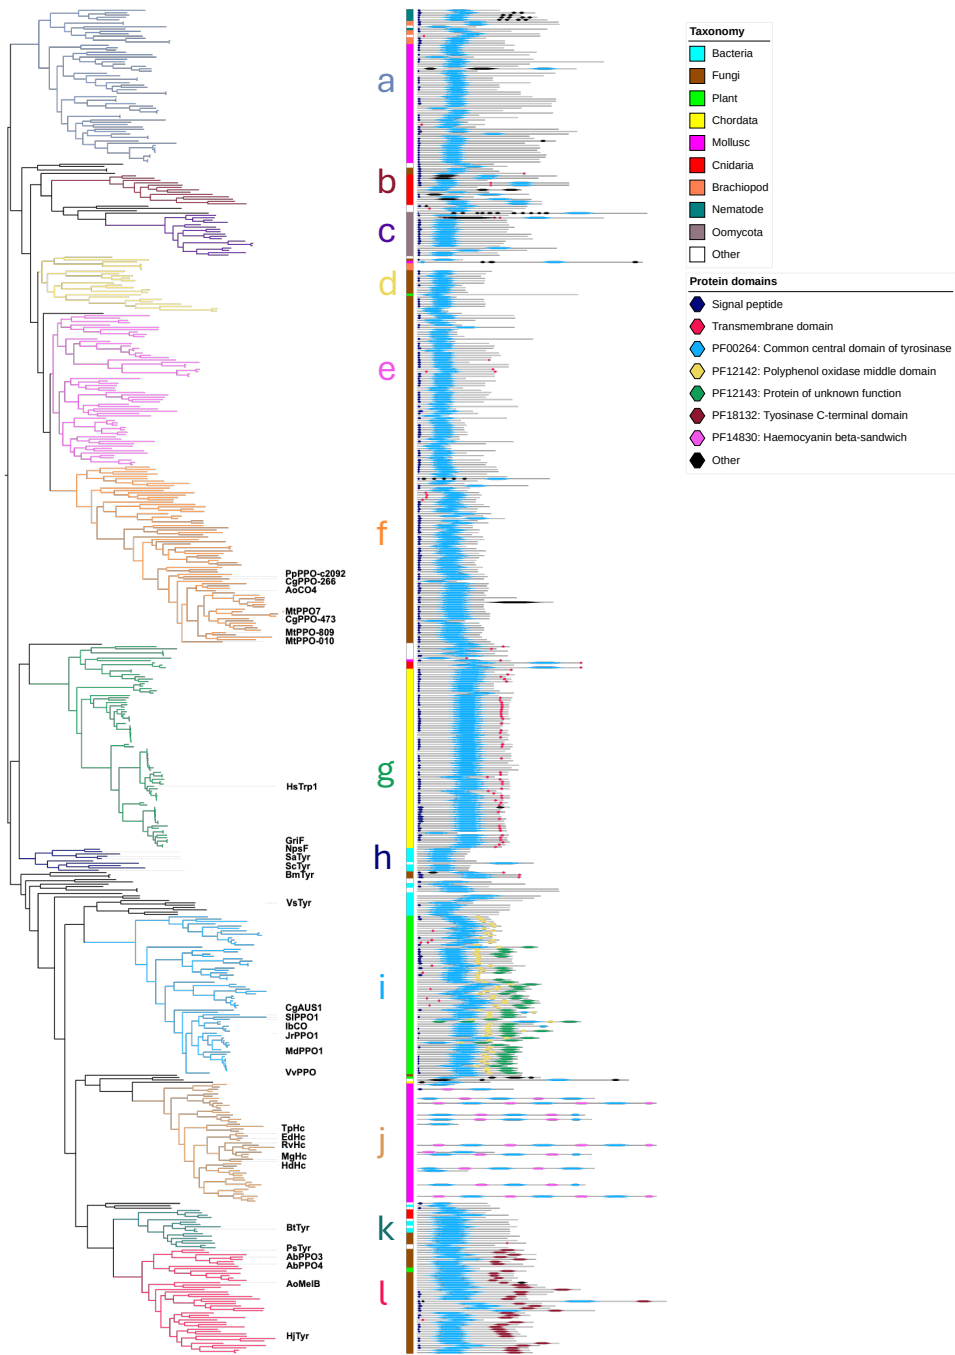 a
b
c
d
e
f
PpPPO-c2092
CgPPO-266
AoCO4
MtPPO7
CgPPO-473
MtPPO-809
MtPPO-010
g
HsTrp1
GriF
NpsF
SaTyr
ScTyr
BmTyr
h
VsTyr
i
CgAUS1
SlPPO1
IbCO
JrPPO1
MdPPO1
VvPPO
TpHc
EdHc
RvHc
MgHc
HdHc
j
BtTyr
k
PsTyr
AbPPO3
AbPPO4
AoMelB
l
HjTyr
Taxonomy
Bacteria
Fungi
Plant
Chordata
Mollusc
Cnidaria
Brachiopod
Nematode
Oomycota
Other
Protein domains
Signal peptide
Transmembrane domain
PF00264: Common central domain of tyrosinase
PF12142: Polyphenol oxidase middle domain
PF12143: Protein of unknown function
PF18132: Tyosinase C-terminal domain
PF14830: Haemocyanin beta-sandwich
Other